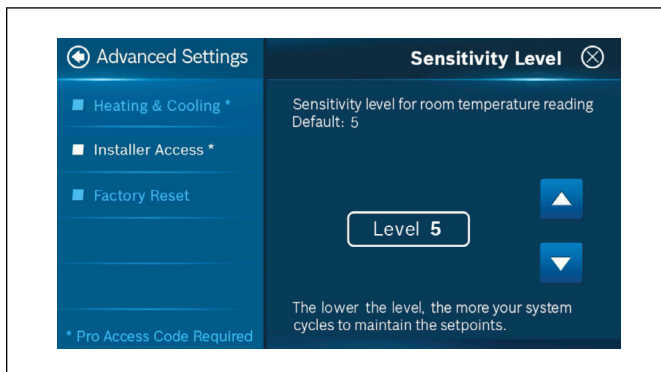 Advanced Settings
Heating & Cooling *
Installer Access *
Factory Reset
* Pro Access Code Required
Sensitivity Level
Sensitivity level for room temperature reading
Default: 5
Level 5
The lower the level, the more your system
cycles to maintain the setpoints.